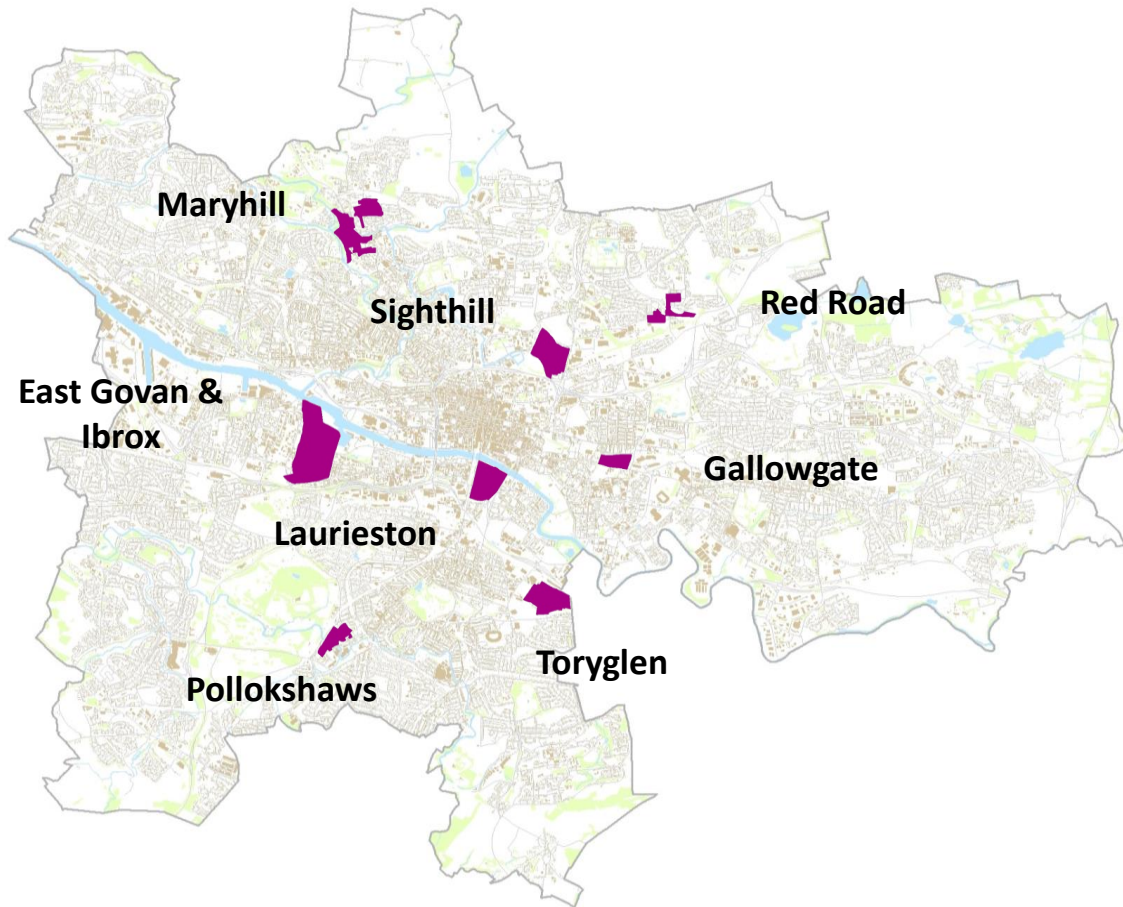 Maryhill
Sighthill
Red Road
East Govan &
Ibrox
Gallowgate
Laurieston
Toryglen
Pollokshaws